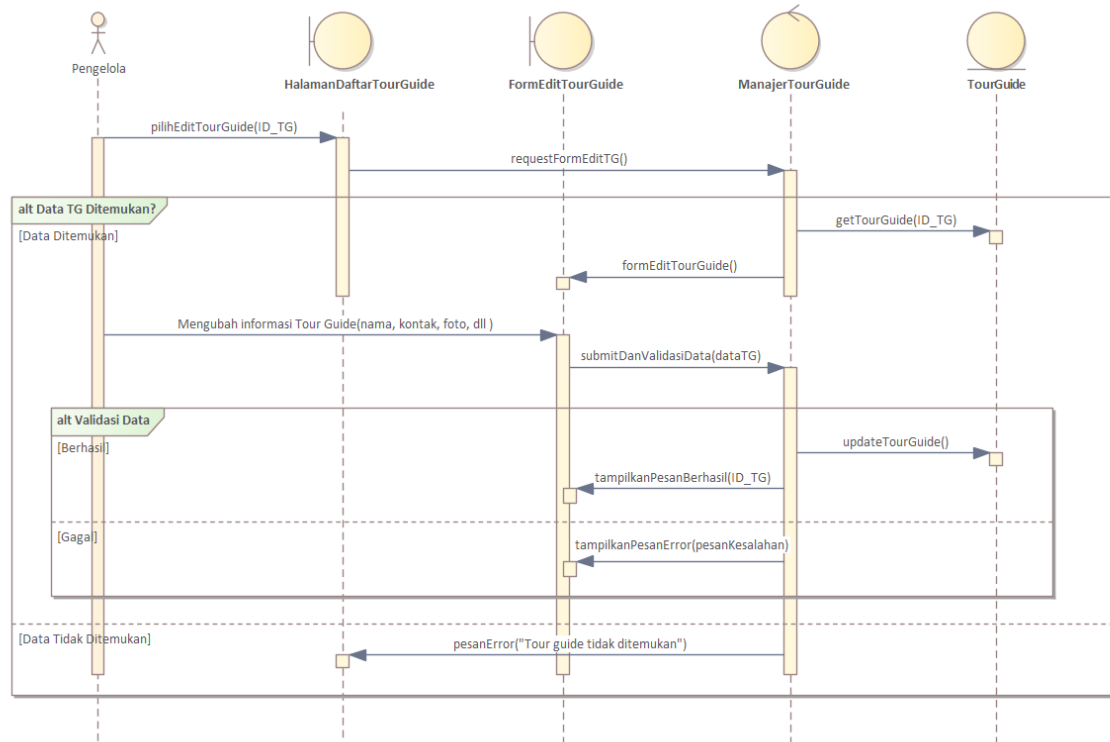 Pengelola
HalamanDaftarTourGuide
FormEditTourGuide
ManajerTourGuide
TourGuide
pilihEditTourGuide(ID_TG)
requestFormEditTG()
alt Data TG Ditemukan?
[Data Ditemukan]
getTourGuide(ID_TG)
formEditTourGuide()
Mengubah informasi Tour Guide(nama, kontak, foto, dll )
submitDanValidasiData(dataTG)
alt Validasi Data
[Berhasil]
updateTourGuide()
tampilkanPesanBerhasil(ID_TG)
[Gagal]
tampilkanPesanError(pesanKesalahan)
[Data Tidak Ditemukan]
pesanError("Tour guide tidak ditemukan")